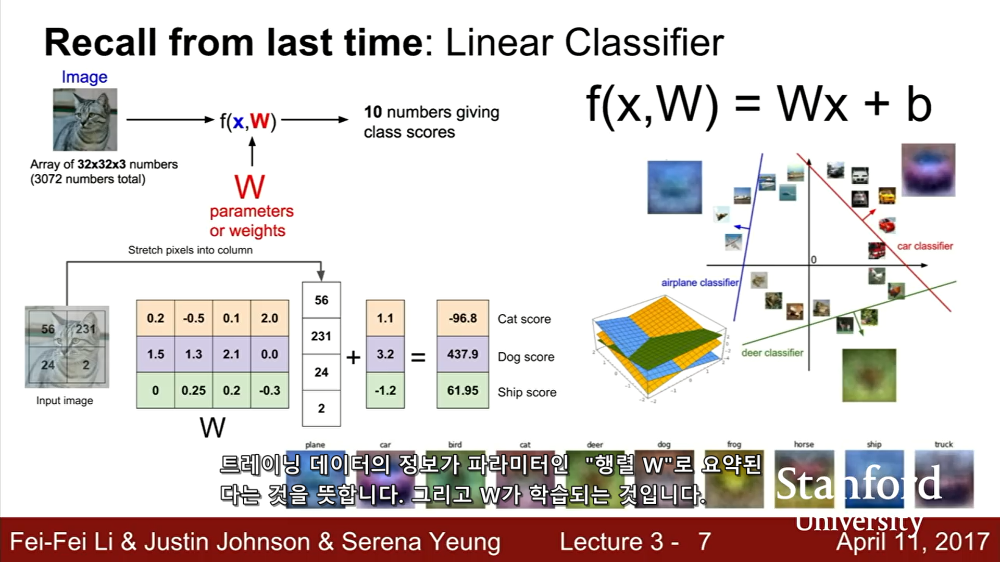 Recall from last time: Linear Classifier
Image
f(x,W)
10 numbers giving
class scores
Array of 32x32x3 numbers
(3072 numbers total)
W
parameters
or weights
f(x,W) = Wx + b
Stretch pixels into column
56 231
24 2
Input image
0.2 -0.5 0.1 2.0
1.5 1.3 2.1 0.0
0 0.25 0.2 -0.3
W
56
231
24
2
+
1.1
3.2
-1.2
=
-96.8 Cat score
437.9 Dog score
61.95 Ship score
car classifier
0
airplane classifier
deer classifier
plane car bird cat deer dog frog horse ship truck
트레이닝 데이터의 정보가 파라미터인 "행렬 W"로 요약된
다는 것을 뜻합니다. 그리고 W가 학습되는 것입니다.
Stanford
University
Fei-Fei Li & Justin Johnson & Serena Yeung Lecture 3 - 7 April 11, 2017